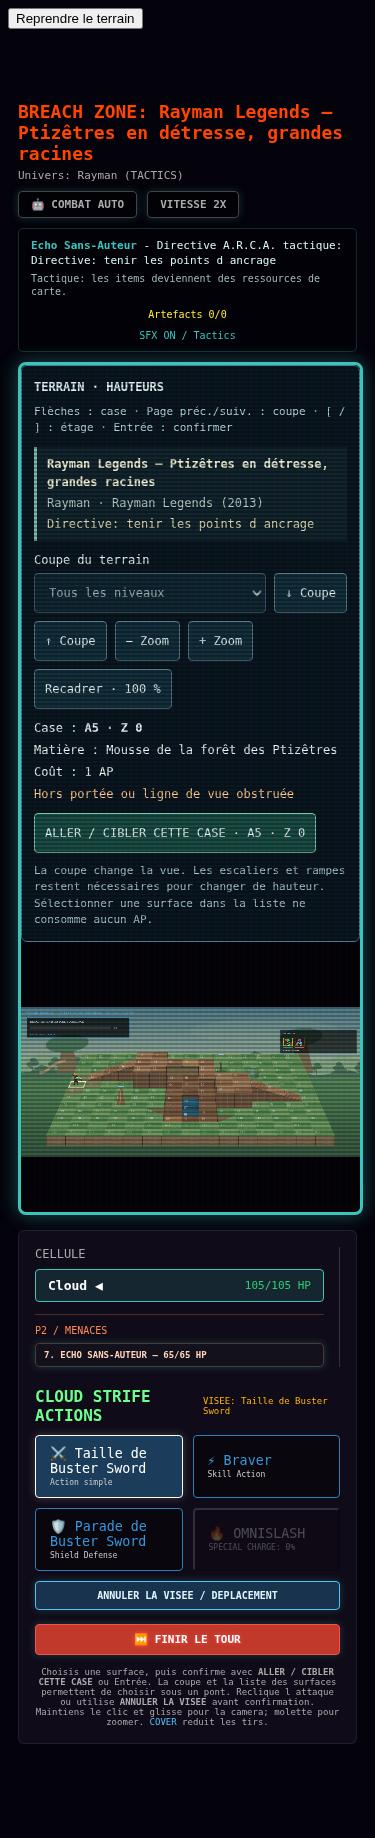 Reprendre le terrain
BREACH ZONE: Rayman Legends —
Ptizêtres en détresse, grandes
racines
Univers: Rayman (TACTICS)
🤖 COMBAT AUTO
VITESSE 2X
Echo Sans-Auteur - Directive A.R.C.A. tactique:
Directive: tenir les points d ancrage
Tactique: les items deviennent des ressources de
carte.
Artefacts 0/0
SFX ON / Tactics
TERRAIN · HAUTEURS
Flèches : case · Page préc./suiv. : coupe · [ /
] : étage · Entrée : confirmer
Rayman Legends — Ptizêtres en détresse,
grandes racines
Rayman · Rayman Legends (2013)
Directive: tenir les points d ancrage
Coupe du terrain
Tous les niveaux
↓ Coupe
↑ Coupe
− Zoom
+ Zoom
Recadrer · 100 %
Case : A5 · Z 0
Matière : Mousse de la forêt des Ptizêtres
Coût : 1 AP
Hors portée ou ligne de vue obstruée
ALLER / CIBLER CETTE CASE · A5 · Z 0
La coupe change la vue. Les escaliers et rampes
restent nécessaires pour changer de hauteur.
Sélectionner une surface dans la liste ne
consomme aucun AP.
CELLULE
Cloud ◀
105/105 HP
P2 / MENACES
7. ECHO SANS-AUTEUR — 65/65 HP
CLOUD STRIFE
ACTIONS
VISEE: Taille de Buster
Sword
⚔️ Taille de
Buster Sword
Action simple
⚡ Braver
Skill Action
🛡️ Parade de
Buster Sword
Shield Defense
🔥 OMNISLASH
SPECIAL CHARGE: 0%
ANNULER LA VISEE / DEPLACEMENT
⏩ FINIR LE TOUR
Choisis une surface, puis confirme avec ALLER / CIBLER
CETTE CASE ou Entrée. La coupe et la liste des surfaces
permettent de choisir sous un pont. Reclique l attaque
ou utilise ANNULER LA VISEE avant confirmation.
Maintiens le clic et glisse pour la camera; molette pour
zoomer. COVER reduit les tirs.